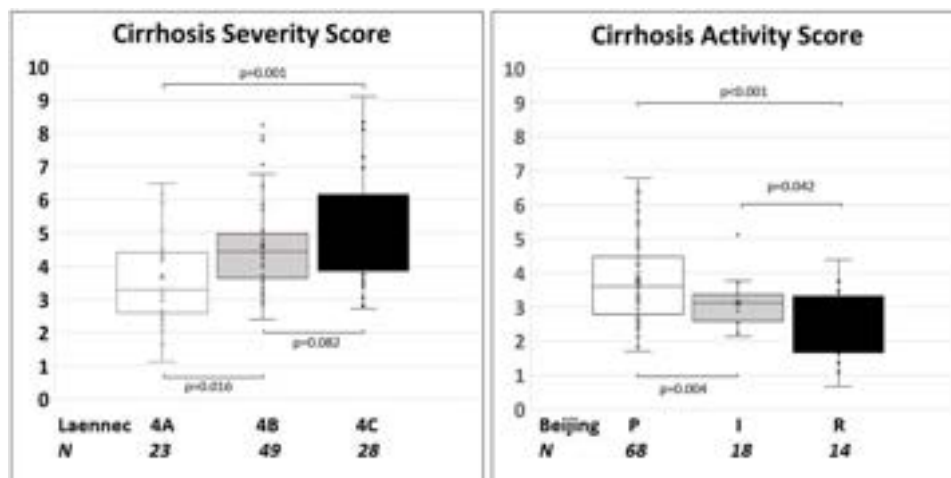 Cirrhosis Severity Score
10
9
8
7
6
5
4
3
2
1
0
p=0.001
p=0.082
p=0.016
Laennec 4A 4B 4C
N 23 49 28
Cirrhosis Activity Score
10
9
8
7
6
5
4
3
2
1
0
p<0.001
p=0.042
p=0.004
Beijing P I R
N 68 18 14